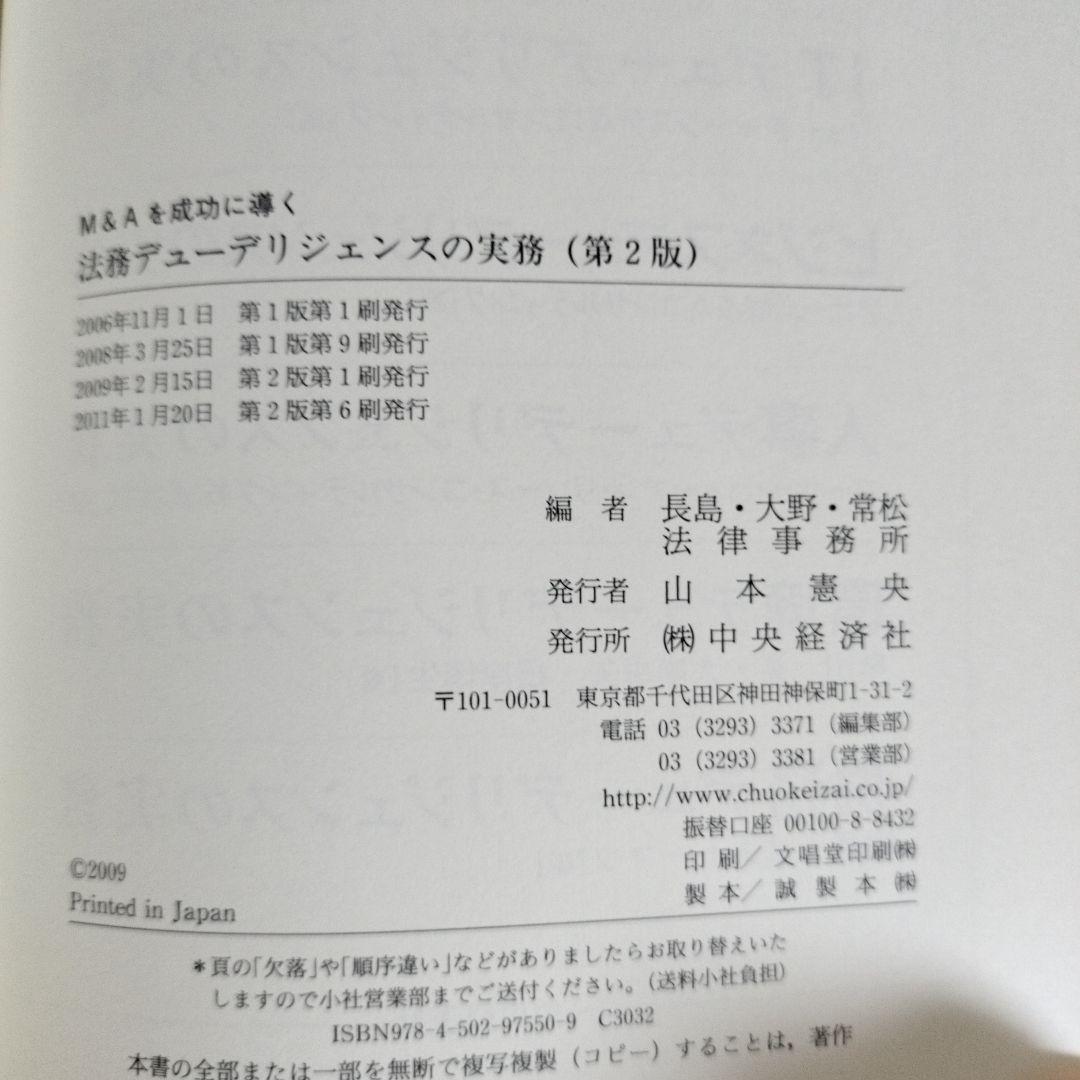 M&Aを成功に導く
法務デューデリジェンスの実務（第2版）
2006年11月1日　第1版第1刷発行
2008年3月25日　第1版第9刷発行
2009年2月15日　第2版第1刷発行
2011年1月20日　第2版第6刷発行
編　者　長島・大野・常松
法律事務所
発行者　山本憲央
発行所　㈱中央経済社
〒101-0051　東京都千代田区神田神保町1-31-2
電話 03（3293）3371（編集部）
03（3293）3381（営業部）
http://www.chuokeizai.co.jp/
振替口座 00100-8-8432
印刷／文唱堂印刷㈱
製本／誠製本㈱
©2009
Printed in Japan
＊頁の「欠落」や「順序違い」などがありましたらお取り替えいた
しますので小社営業部までご送付ください。（送料小社負担）
ISBN978-4-502-97550-9　C3032
本書の全部または一部を無断で複写複製（コピー）することは，著作